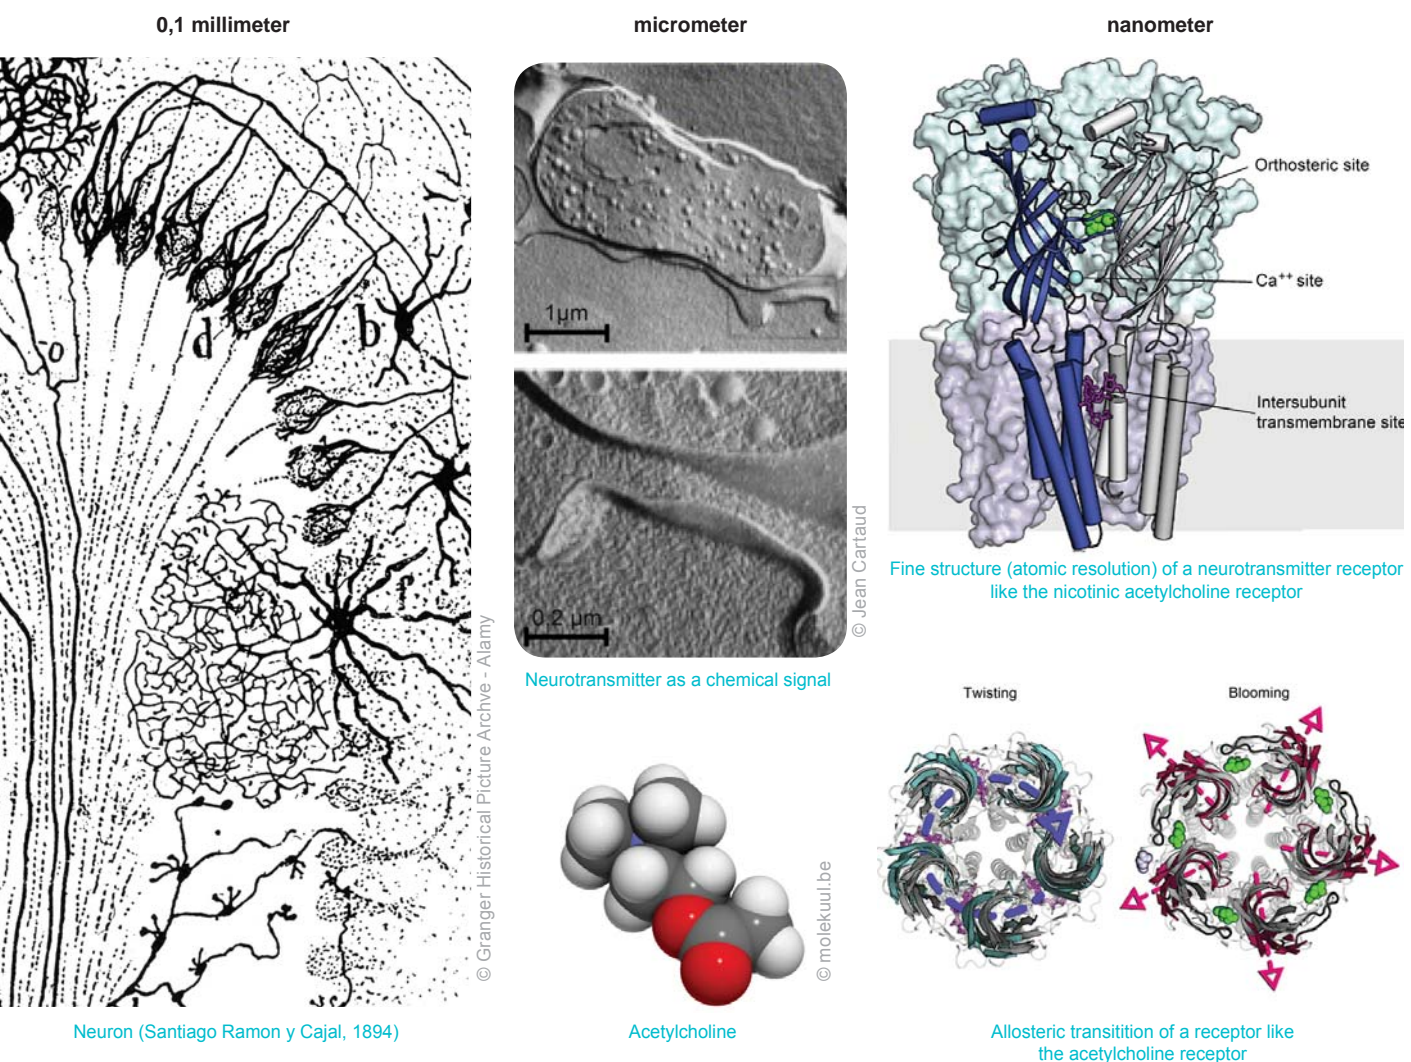 0,1 millimeter
micrometer
nanometer
d
b
© Granger Historical Picture Archve - Alamy
Neuron (Santiago Ramon y Cajal, 1894)
1µm
0.2 µm
© Jean Cartaud
Neurotransmitter as a chemical signal
© molekuul.be
Acetylcholine
Orthosteric site
Ca++ site
Intersubunit
transmembrane site
Fine structure (atomic resolution) of a neurotransmitter receptor
like the nicotinic acetylcholine receptor
Twisting
Blooming
Allosteric transitition of a receptor like
the acetylcholine receptor